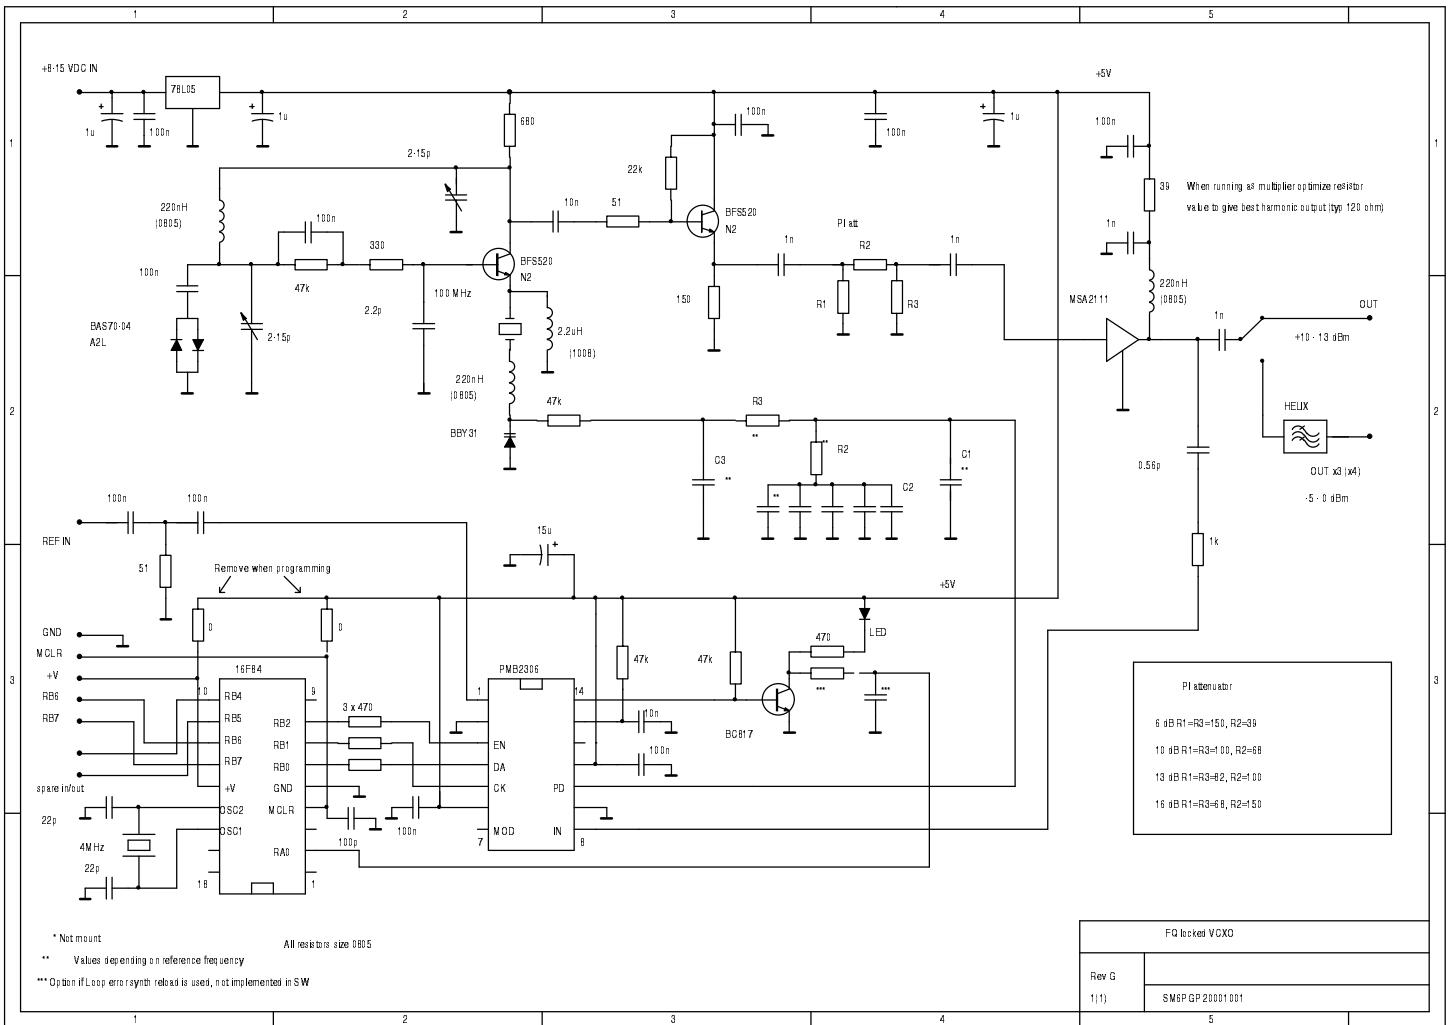 1 2 3 4 5
+8-15 VDC IN
78L05
+5V
+ 1u 100n
+ 1u
680
100n
100n
+ 1u
100n
1 1
2-15p
22k
39 When running as multiplier optimize resistor
value to give best harmonic output (typ 120 ohm)
220nH
(0805)
100n
10n 51
BFS520
N2
PI att
1n
330
47k
BFS520
N2
1n R2 1n
100n
100 MHz
2.2p
150
R1 R3
MSA2111
220nH
(0805)
OUT
BAS70-04
A2L
2-15p
2.2uH
(1008)
1n
+10 - 13 dBm
220nH
(0805)
2 2
47k R3
**
HELIX
BBY31
C3
**
** R2
C1
**
0.56p
OUT x3 (x4)
** C2
-5 - 0 dBm
100n 100n
REF IN
15u
+
1k
51
Remove when programming
+5V
0 0
GND
LED
MCLR
470
16F84 PMB2306
47k 47k
3 3
+V
10 9 1 14
*** ***
PI attenuator
RB6
RB4
3 x 470
RB7
RB5 RB2
10n
BC817
6 dB R1=R3=150, R2=39
RB6 RB1 EN
100n
10 dB R1=R3=100, R2=68
RB7 RB0 DA
13 dB R1=R3=82, R2=100
spare in/out
+V GND CK PD
16 dB R1=R3=68, R2=150
22p
OSC2 MCLR
100n
OSC1
100p
MOD IN
4MHz
7 8
RA0
22p
18 1
* Not mount
All resistors size 0805
** Values depending on reference frequency
*** Option if Loop error synth reload is used, not implemented in SW
FQ locked VCXO
Rev G
1(1) SM6PGP 20001001
1 2 3 4 5